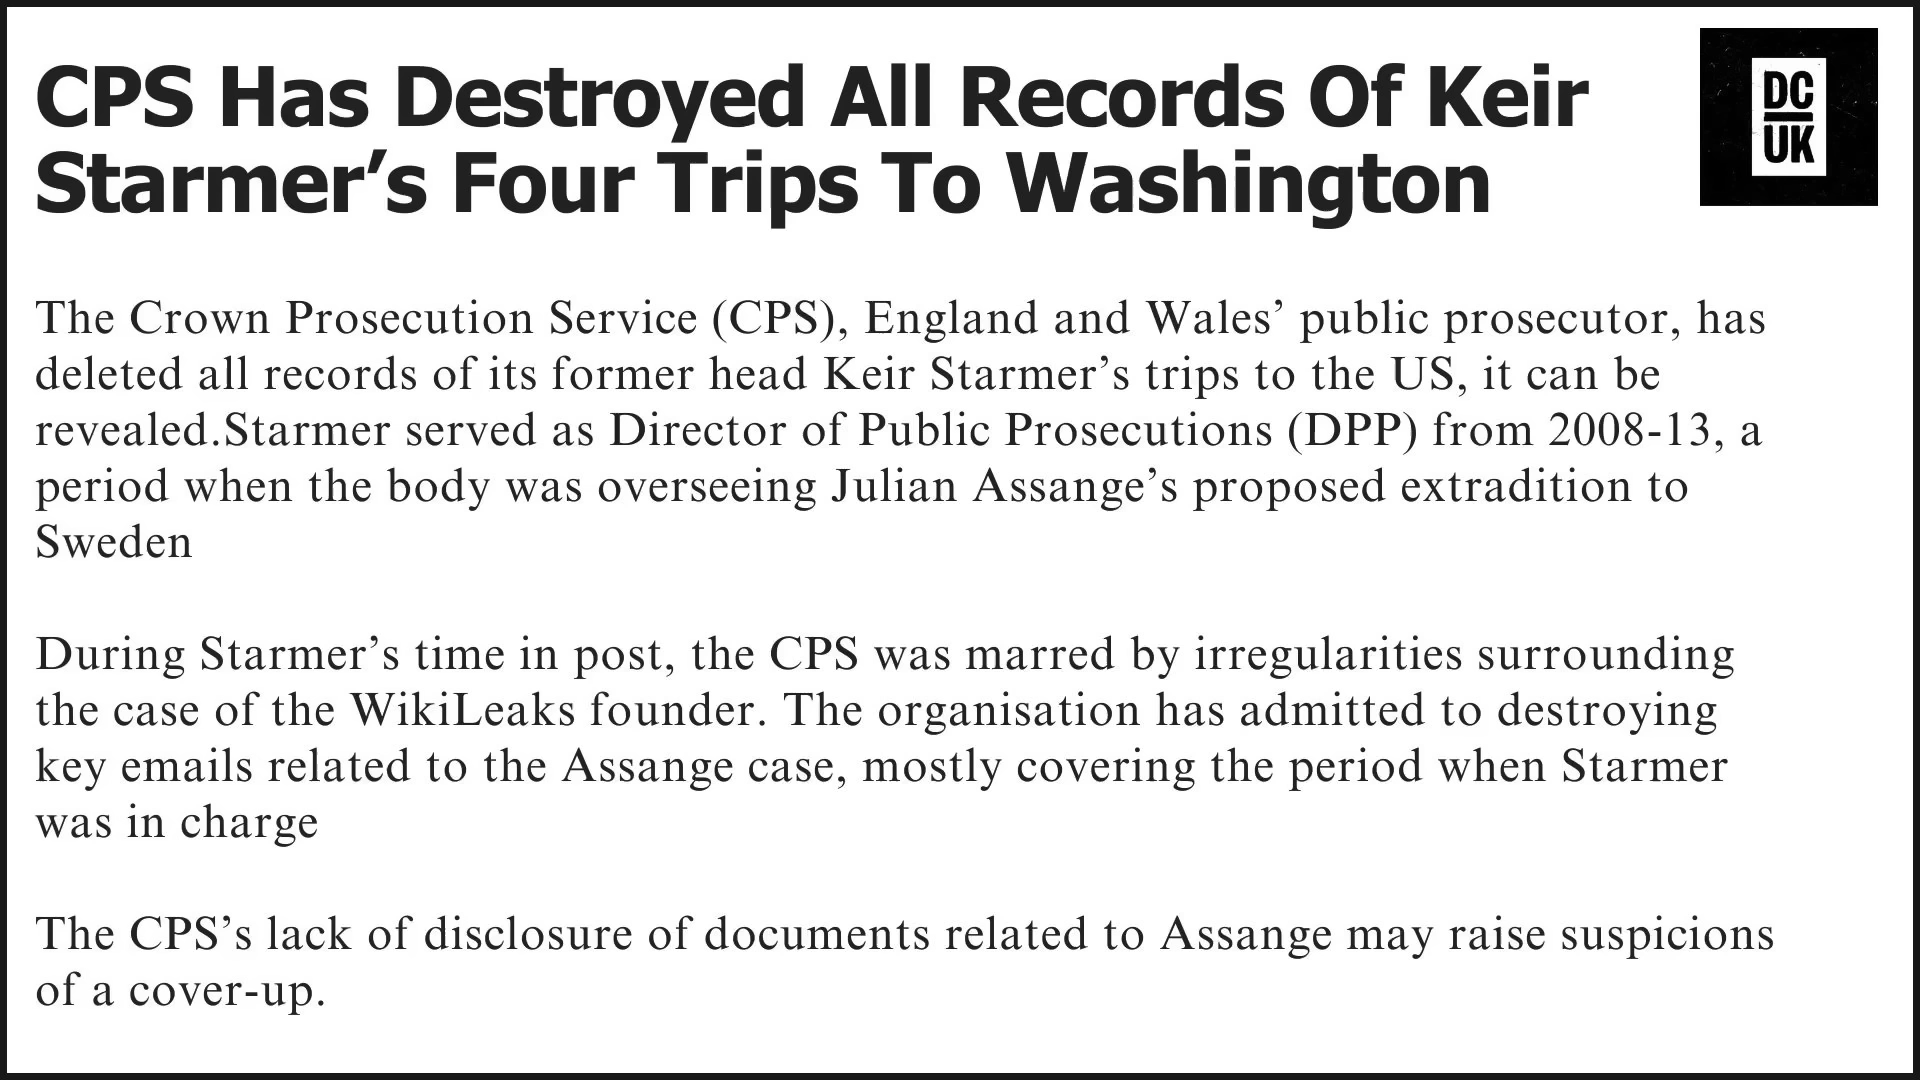 CPS Has Destroyed All Records Of Keir
Starmer’s Four Trips To Washington
DC
UK
The Crown Prosecution Service (CPS), England and Wales’ public prosecutor, has
deleted all records of its former head Keir Starmer’s trips to the US, it can be
revealed.Starmer served as Director of Public Prosecutions (DPP) from 2008-13, a
period when the body was overseeing Julian Assange’s proposed extradition to
Sweden
During Starmer’s time in post, the CPS was marred by irregularities surrounding
the case of the WikiLeaks founder. The organisation has admitted to destroying
key emails related to the Assange case, mostly covering the period when Starmer
was in charge
The CPS’s lack of disclosure of documents related to Assange may raise suspicions
of a cover-up.